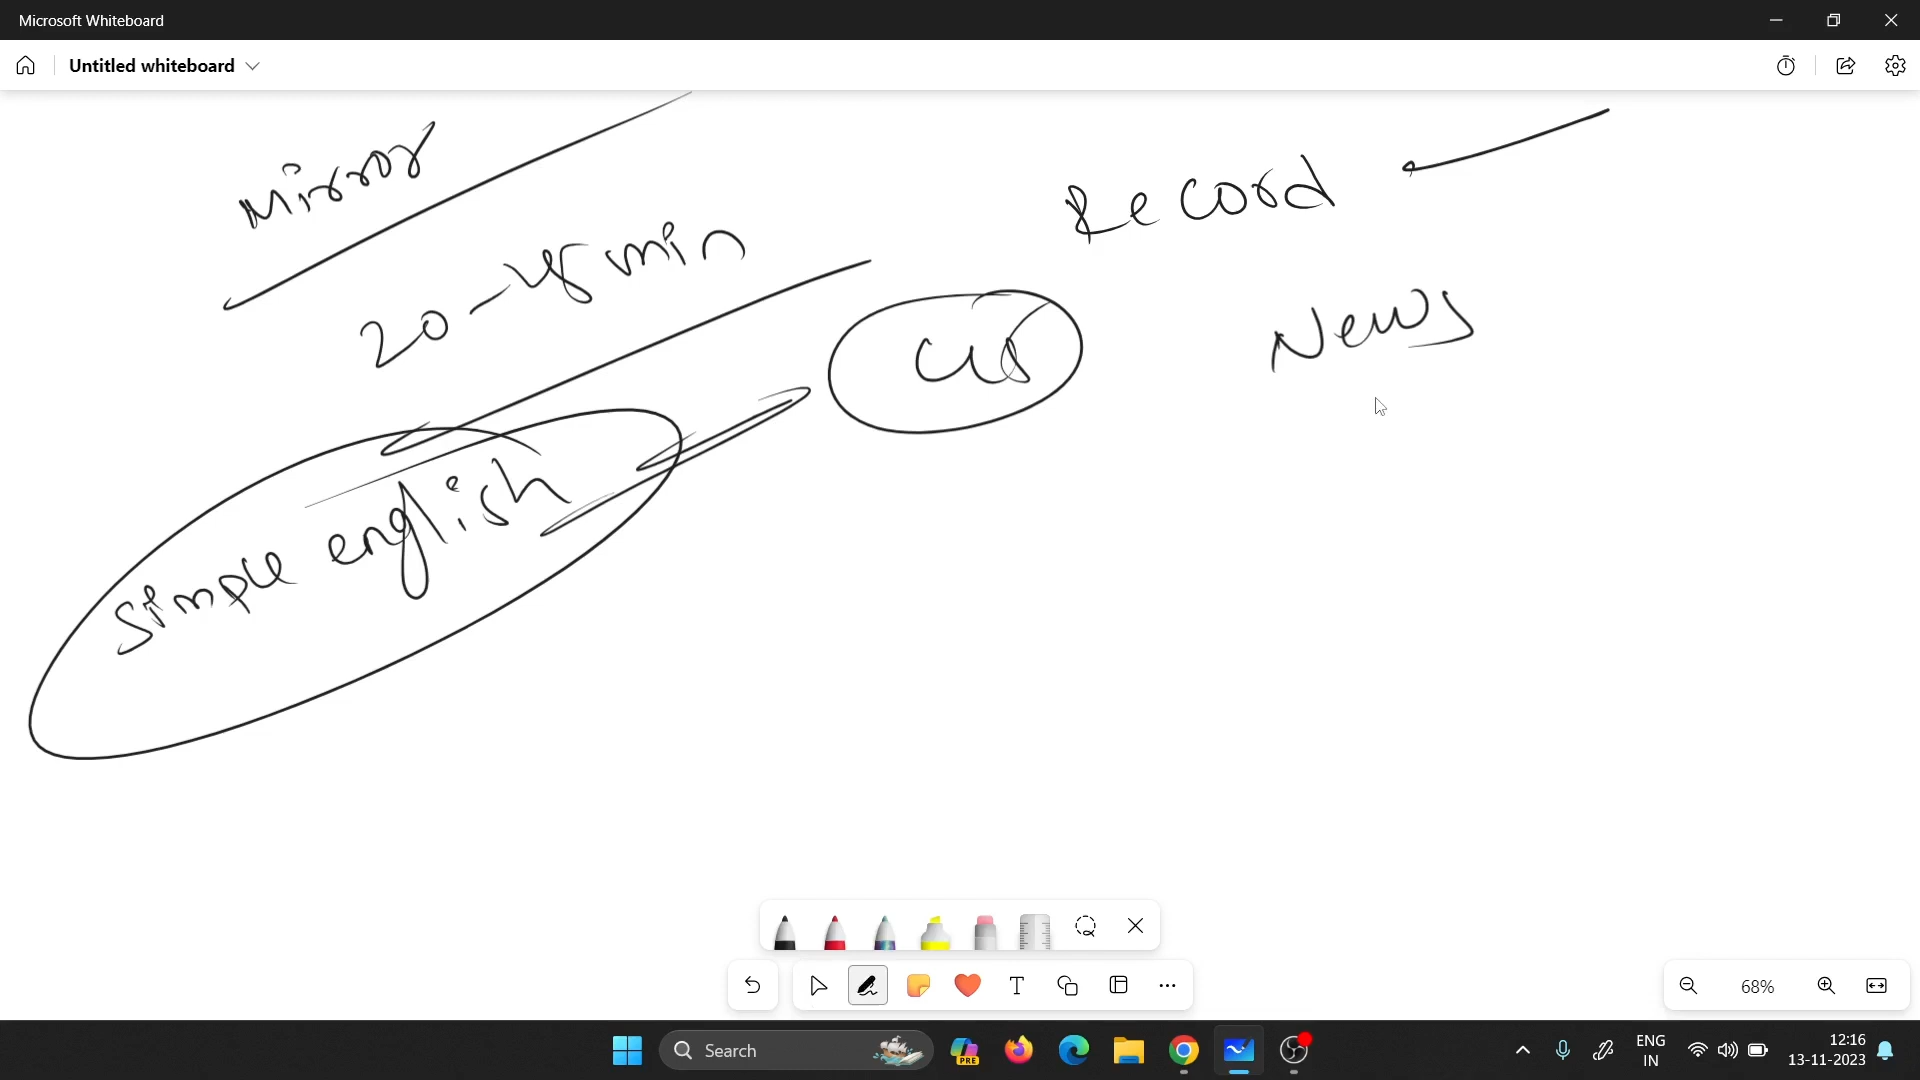 Microsoft Whiteboard
Untitled whiteboard
Mirror
20-45 min
Simple english
Record
News
68%
Search
PRE
ENG
IN
12:16
13-11-2023